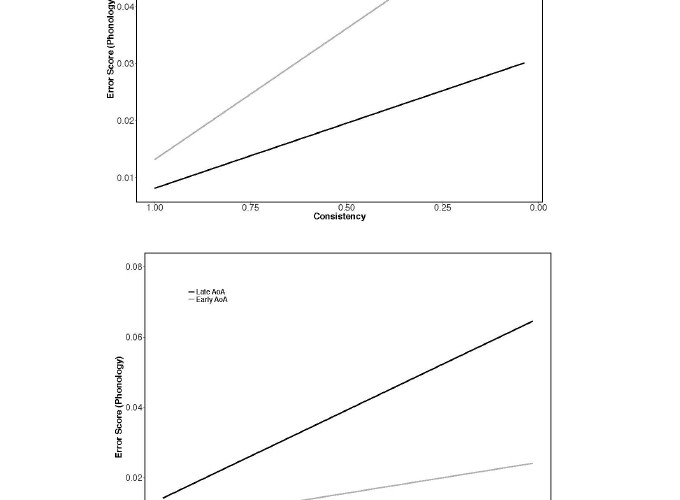 0.04
Error Score (Phonology
0.03
0.02
0.01
1.00 0.75 0.50 0.25 0.00
Consistency
0.08
Late AoA
Early AoA
0.06
Error Score (Phonology)
0.04
0.02